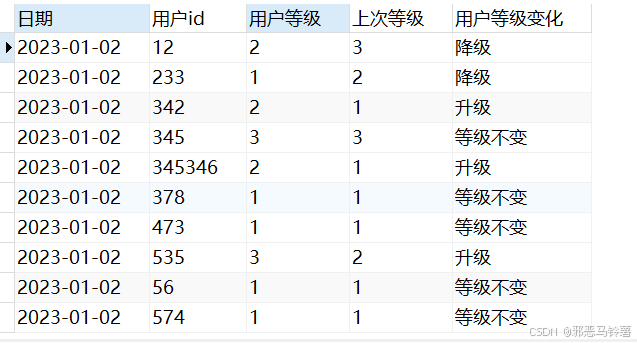 日期 用户id 用户等级 上次等级 用户等级变化
2023-01-02 12 2 3 降级
2023-01-02 233 1 2 降级
2023-01-02 342 2 1 升级
2023-01-02 345 3 3 等级不变
2023-01-02 345346 2 1 升级
2023-01-02 378 1 1 等级不变
2023-01-02 473 1 1 等级不变
2023-01-02 535 3 2 升级
2023-01-02 56 1 1 等级不变
2023-01-02 574 1 1 等级不变
CSDN @邪恶马铃薯